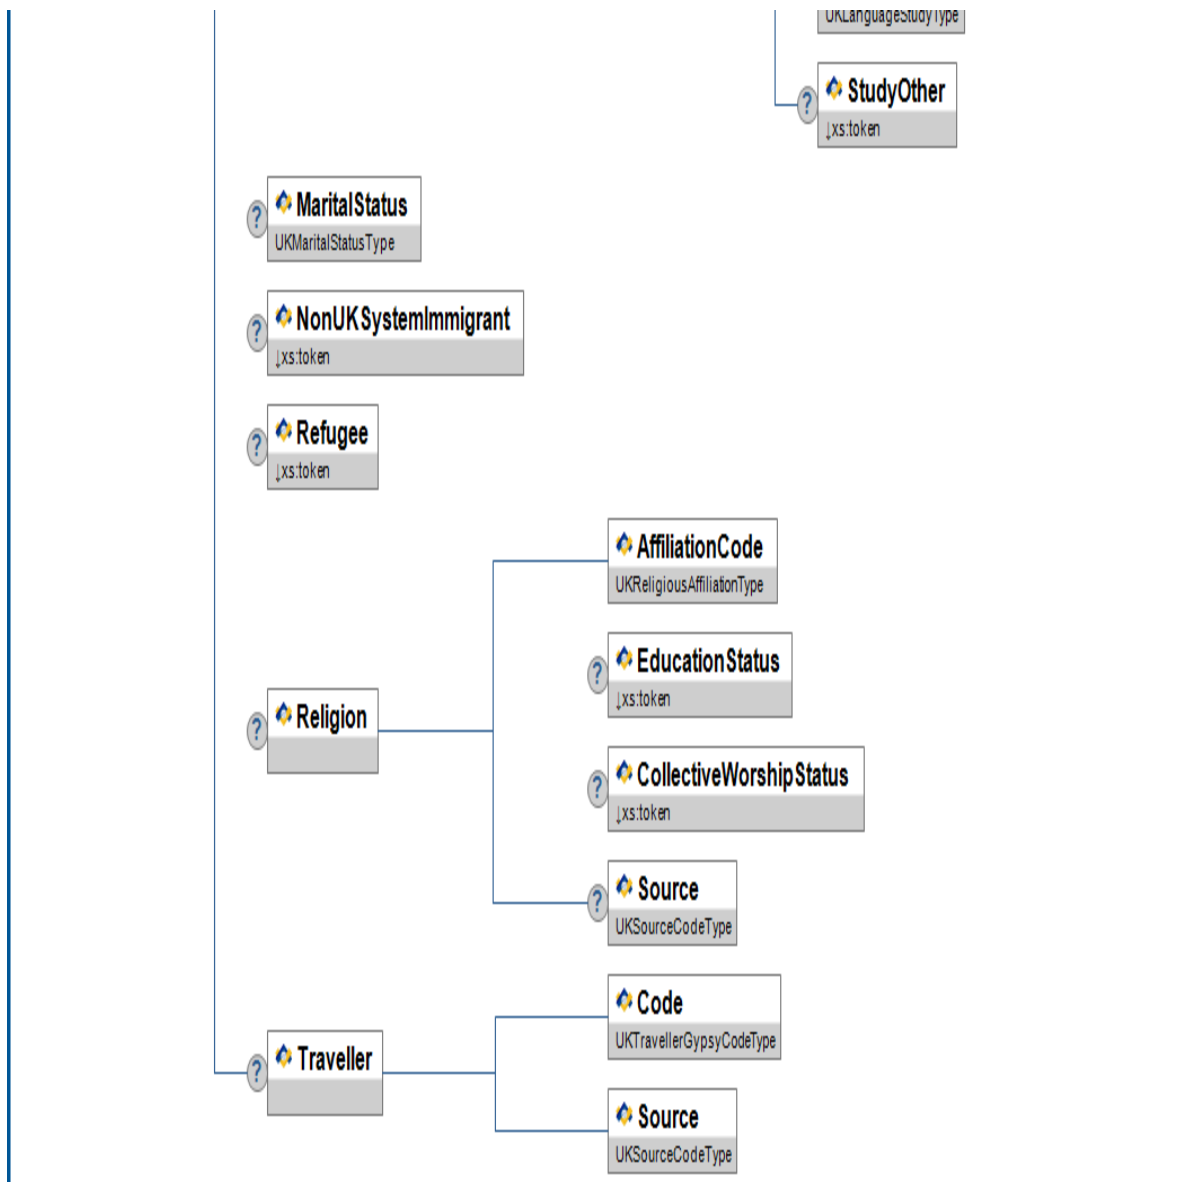 UKLanguageStudyType
StudyOther
↓xs:token
?
MaritalStatus
UKMaritalStatusType
?
NonUKSystemImmigrant
↓xs:token
?
Refugee
↓xs:token
?
AffiliationCode
UKReligiousAffiliationType
EducationStatus
↓xs:token
?
Religion
?
CollectiveWorshipStatus
↓xs:token
?
Source
UKSourceCodeType
?
Code
UKTravellerGypsyCodeType
Traveller
?
Source
UKSourceCodeType